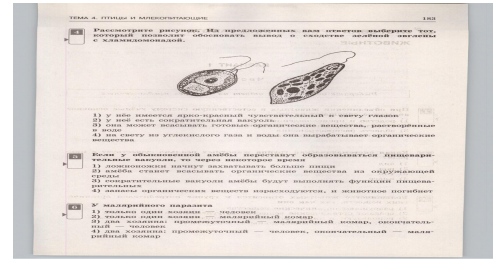 ТЕМА 4. ПТИЦЫ И МЛЕКОПИТАЮЩИЕ 183
4 Рассмотрите рисунок. Из предложенных вам ответов выберите тот,
который позволит обосновать вывод о сходстве зелёной эвглены
с хламидомонадой.
1) у неё имеется ярко-красный чувствительный к свету глазок
2) у неё есть сократительная вакуоль
3) она может всасывать готовые органические вещества, растворённые
в воде
4) на свету из углекислого газа и воды она вырабатывает органические
вещества
5 Если у обыкновенной амёбы перестанут образовываться пищевари-
тельные вакуоли, то через некоторое время
1) ложноножки начнут захватывать больше пищи
2) амёба станет всасывать органические вещества из окружающей
среды
3) сократительные вакуоли амёбы будут выполнять функции пищева-
рительных
4) запасы органических веществ израсходуются, и животное погибнет
6 У малярийного паразита
1) только один хозяин — человек
2) только один хозяин — малярийный комар
3) два хозяина: промежуточный — малярийный комар, окончатель-
ный — человек
4) два хозяина: промежуточный — человек, окончательный — маля-
рийный комар